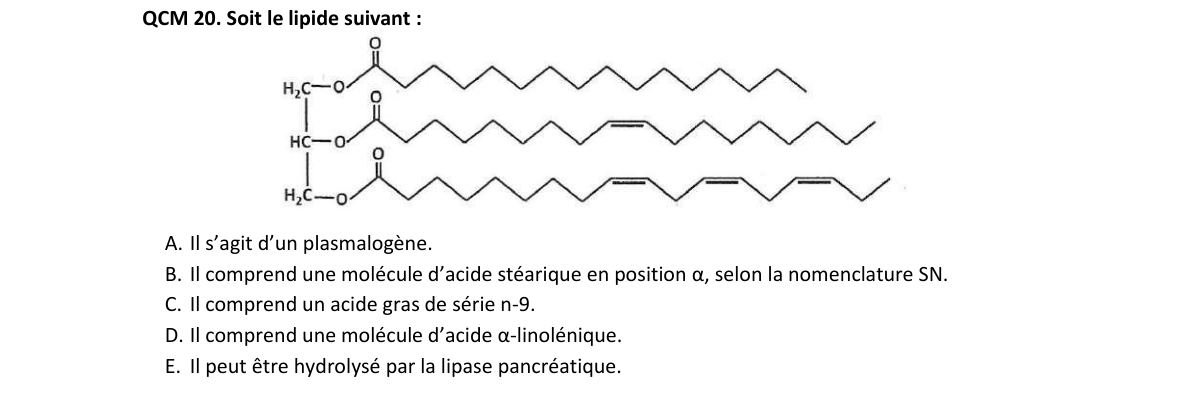 QCM 20. Soit le lipide suivant :
O
H₂C—O
O
HC—O
O
H₂C—O
A. Il s’agit d’un plasmalogène.
B. Il comprend une molécule d’acide stéarique en position α, selon la nomenclature SN.
C. Il comprend un acide gras de série n-9.
D. Il comprend une molécule d’acide α-linolénique.
E. Il peut être hydrolysé par la lipase pancréatique.